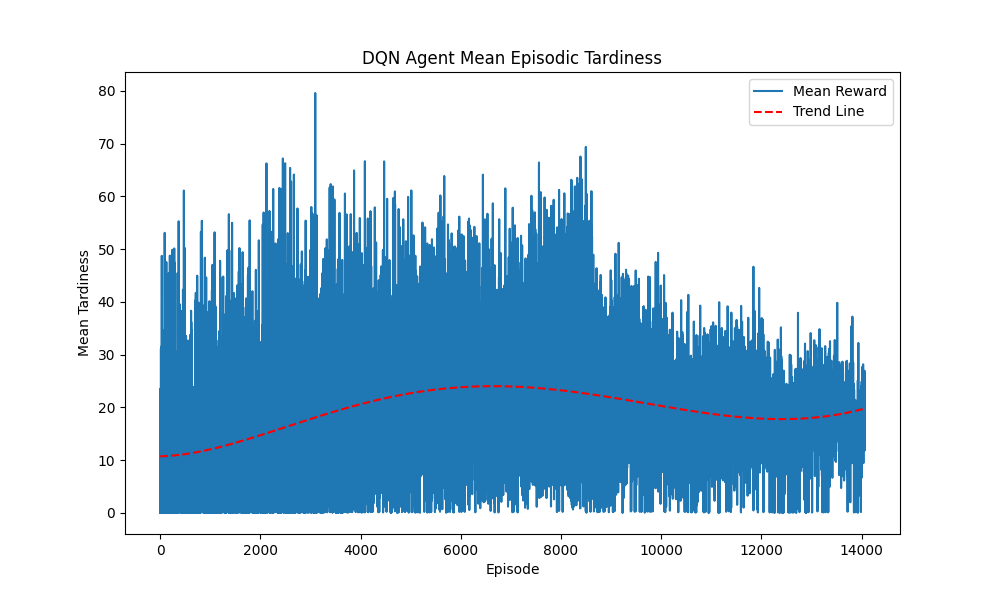 DQN Agent Mean Episodic Tardiness
Mean Reward
Trend Line
80
70
60
50
40
30
20
10
0
Mean Tardiness
0 2000 4000 6000 8000 10000 12000 14000
Episode